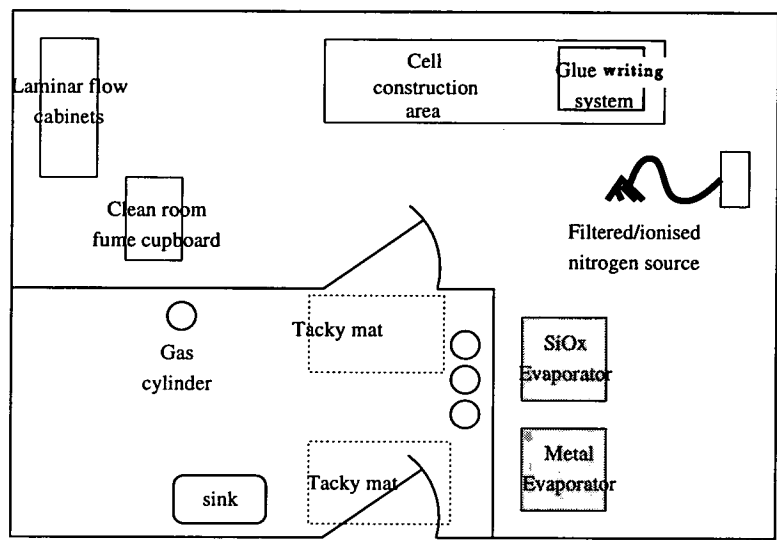 Cell
construction
area
Glue writing
system
Laminar flow
cabinets
Clean room
fume cupboard
Filtered/ionised
nitrogen source
Tacky mat
Gas
cylinder
SiOx
Evaporator
Metal
Evaporator
Tacky mat
sink